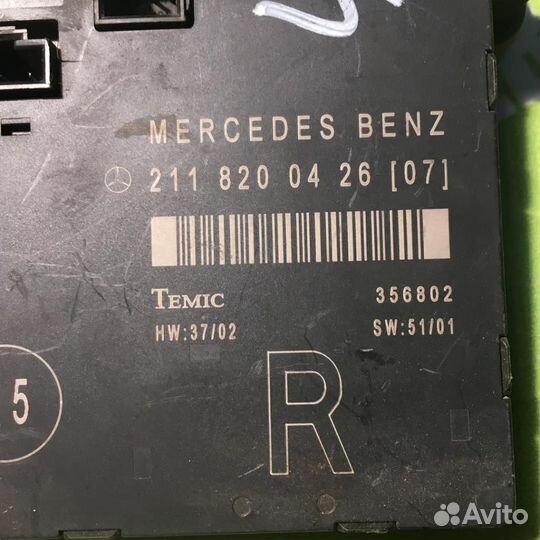 MERCEDES BENZ
211 820 04 26 [07]
TEMIC 356802
HW:37/02 SW:51/01
5
R
Avito